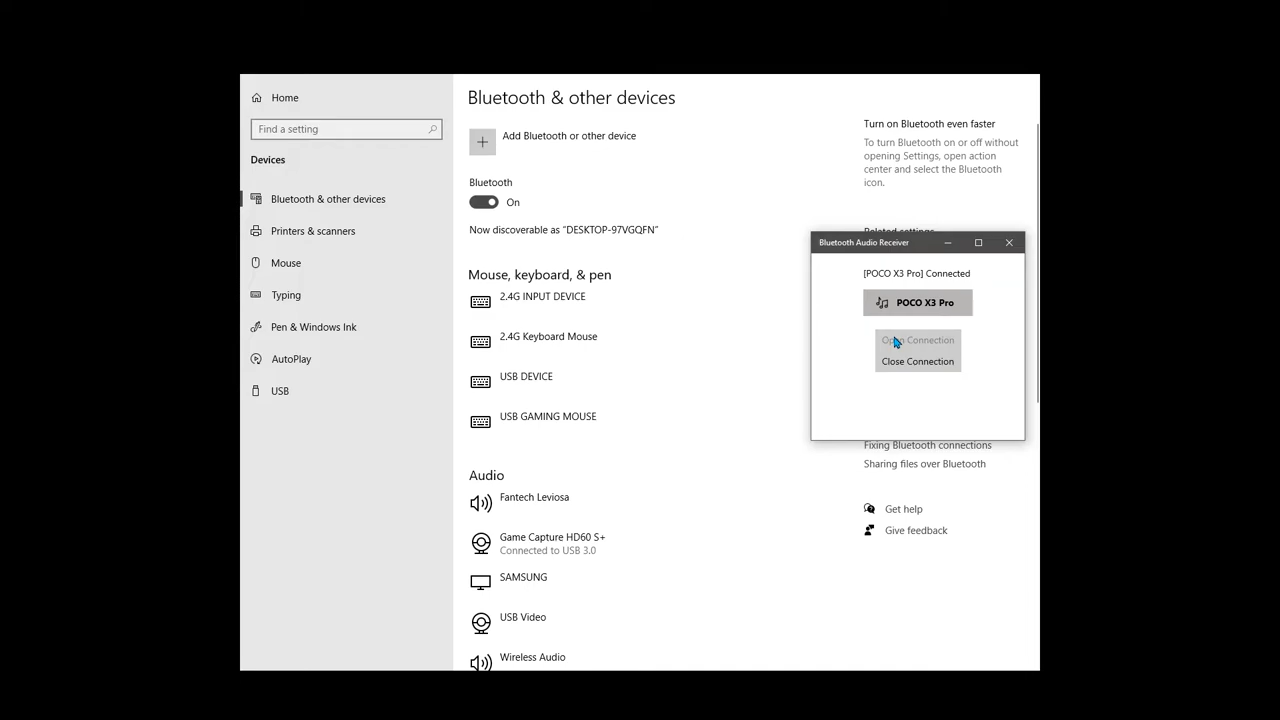 Home
Find a setting
Devices
Bluetooth & other devices
Printers & scanners
Mouse
Typing
Pen & Windows Ink
AutoPlay
USB
Bluetooth & other devices
Add Bluetooth or other device
Bluetooth
On
Now discoverable as “DESKTOP-97VGQFN”
Mouse, keyboard, & pen
2.4G INPUT DEVICE
2.4G Keyboard Mouse
USB DEVICE
USB GAMING MOUSE
Audio
Fantech Leviosa
Game Capture HD60 S+
Connected to USB 3.0
SAMSUNG
USB Video
Wireless Audio
Turn on Bluetooth even faster
To turn Bluetooth on or off without
opening Settings, open action
center and select the Bluetooth
icon.
Related settings
Bluetooth Audio Receiver
[POCO X3 Pro] Connected
POCO X3 Pro
Open Connection
Close Connection
Fixing Bluetooth connections
Sharing files over Bluetooth
Get help
Give feedback